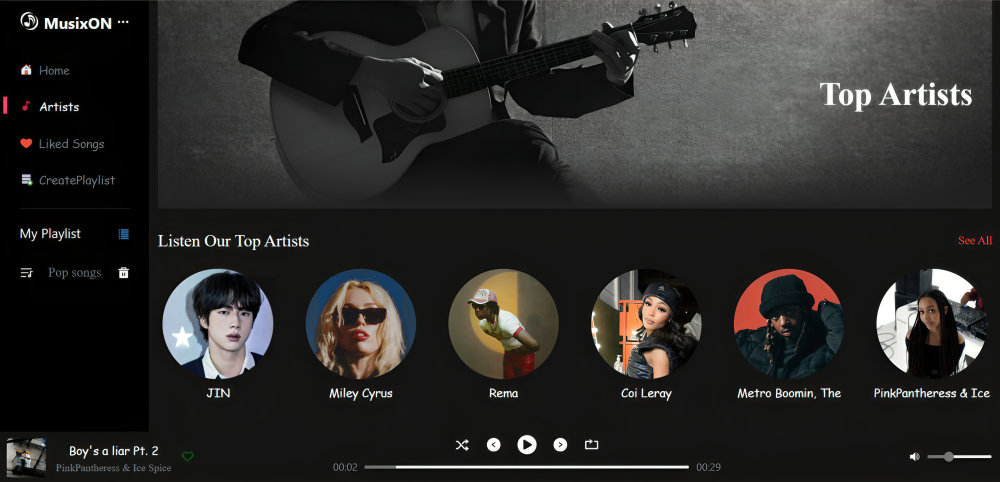 MusixON ...
Home
Artists
Liked Songs
CreatePlaylist
My Playlist
Pop songs
Top Artists
Listen Our Top Artists
See All
JIN
Miley Cyrus
Rema
Coi Leray
Metro Boomin, The
PinkPantheress & Ice
Boy's a liar Pt. 2
PinkPantheress & Ice Spice
00:02
00:29